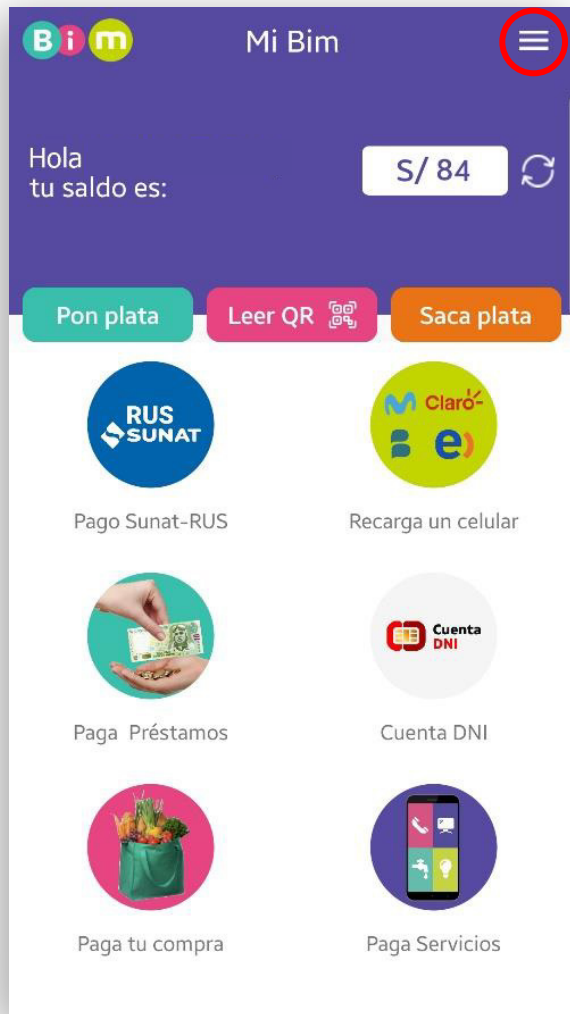 Bim
Mi Bim
Hola
tu saldo es:
S/ 84
Pon plata
Leer QR
Saca plata
RUS
SUNAT
Claro-
B e)
Pago Sunat-RUS
Recarga un celular
Cuenta
DNI
Paga Préstamos
Cuenta DNI
Paga tu compra
Paga Servicios